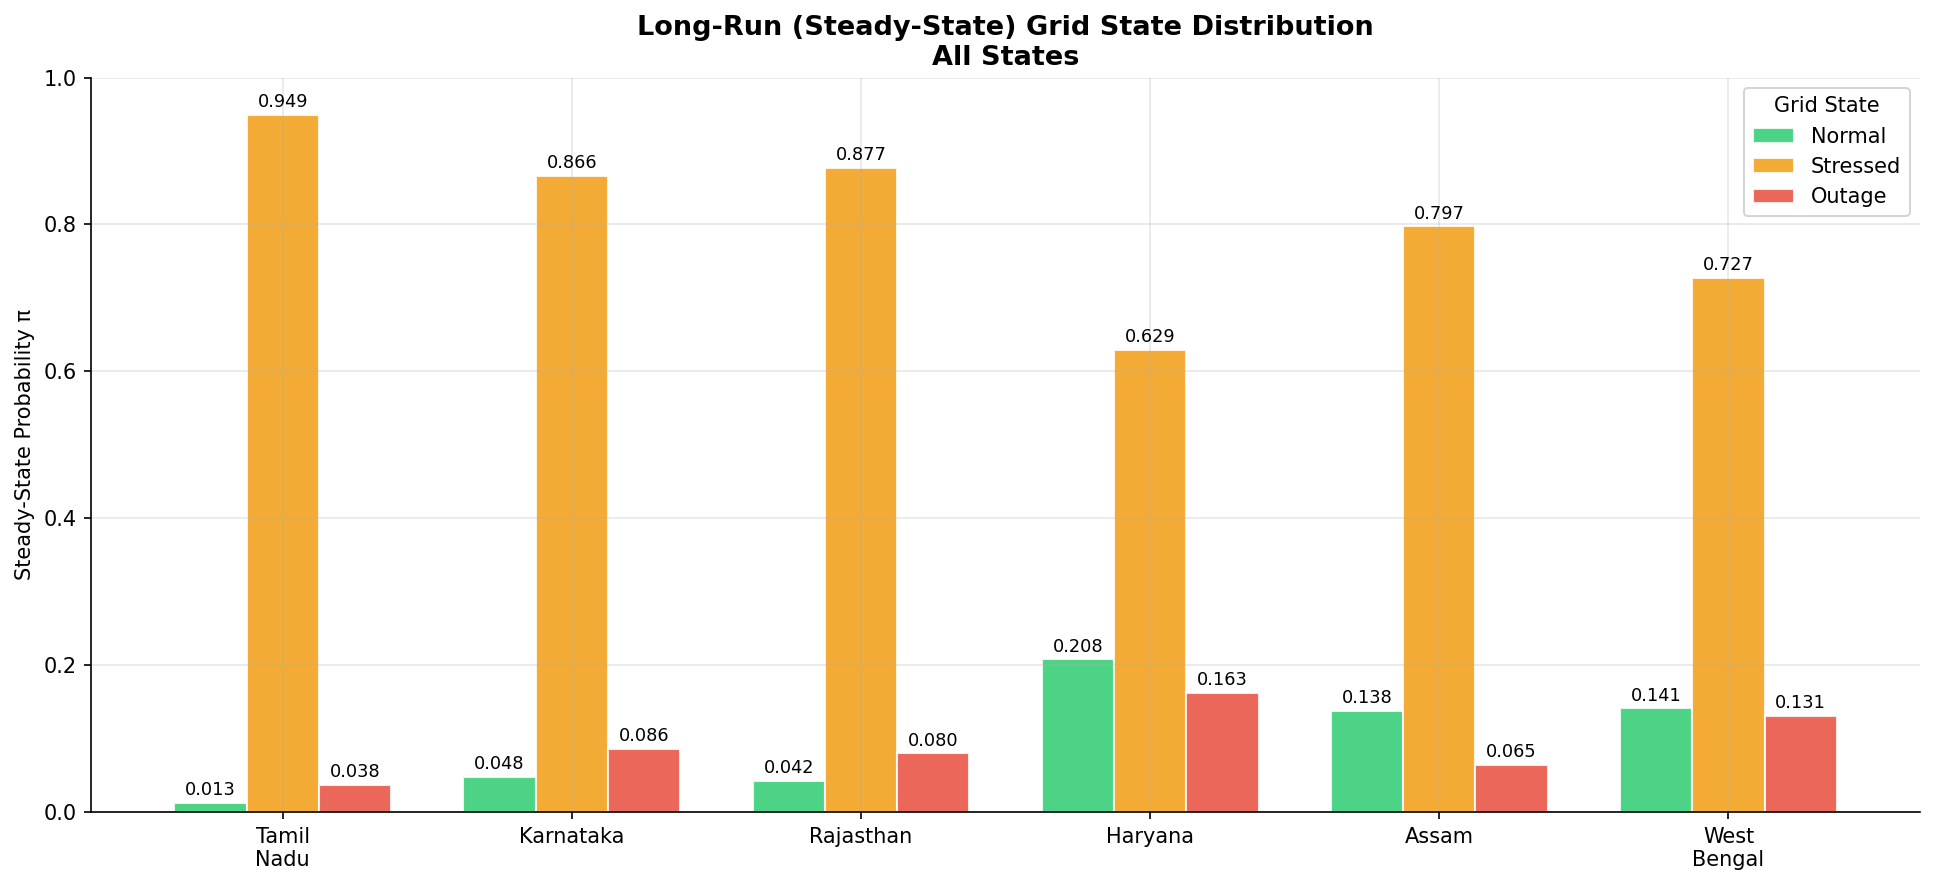 Long-Run (Steady-State) Grid State Distribution
All States
Steady-State Probability π
1.0
0.8
0.6
0.4
0.2
0.0
Grid State
Normal
Stressed
Outage
0.013
0.949
0.038
0.048
0.866
0.086
0.042
0.877
0.080
0.208
0.629
0.163
0.138
0.797
0.065
0.141
0.727
0.131
Tamil
Nadu
Karnataka
Rajasthan
Haryana
Assam
West
Bengal